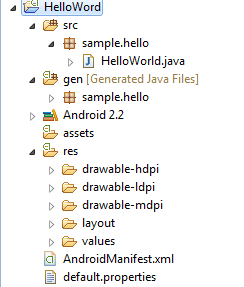 HelloWord
src
sample.hello
HelloWorld.java
gen [Generated Java Files]
sample.hello
Android 2.2
assets
res
drawable-hdpi
drawable-ldpi
drawable-mdpi
layout
values
AndroidManifest.xml
default.properties